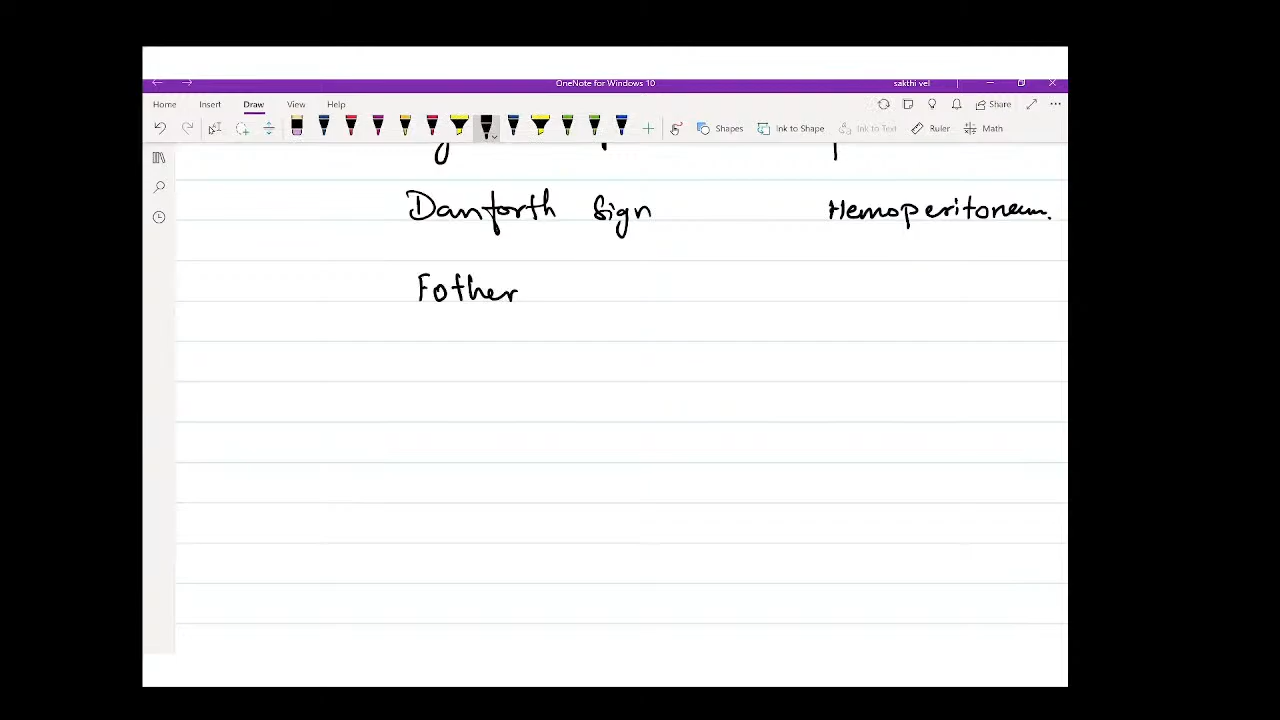 OneNote for Windows 10
sakthi vel
Home Insert Draw View Help
Share
Shapes Ink to Shape Ink to Text Ruler Math
Danforth Sign Hemoperitoneum.
Fother